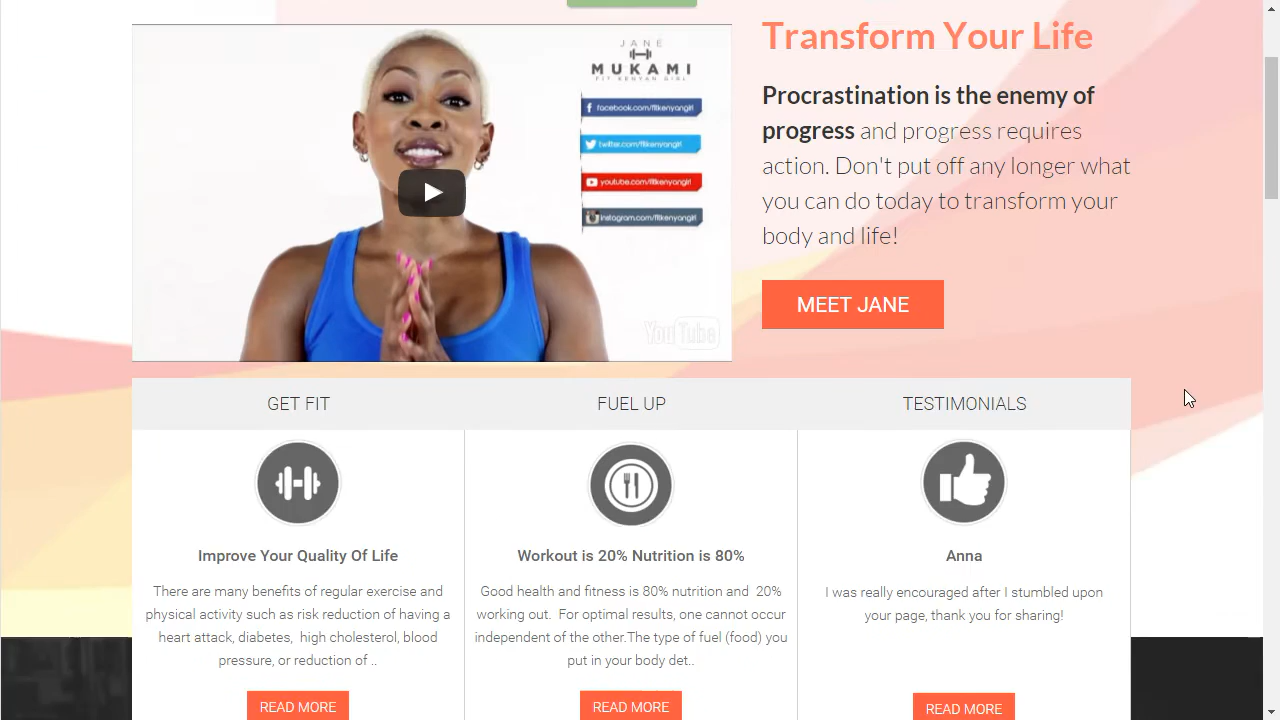 Transform Your Life
JANE
MUKAMI
FIT KENYAN GIRL
facebook.com/fitkenyangirl
twitter.com/fitkenyangirl
youtube.com/fitkenyangirl
instagram.com/fitkenyangirl
YouTube
Procrastination is the enemy of
progress and progress requires
action. Don't put off any longer what
you can do today to transform your
body and life!
MEET JANE
GET FIT
Improve Your Quality Of Life
There are many benefits of regular exercise and
physical activity such as risk reduction of having a
heart attack, diabetes,  high cholesterol, blood
pressure, or reduction of ..
READ MORE
FUEL UP
Workout is 20% Nutrition is 80%
Good health and fitness is 80% nutrition and  20%
working out.  For optimal results, one cannot occur
independent of the other.The type of fuel (food) you
put in your body det..
READ MORE
TESTIMONIALS
Anna
I was really encouraged after I stumbled upon
your page, thank you for sharing!
READ MORE